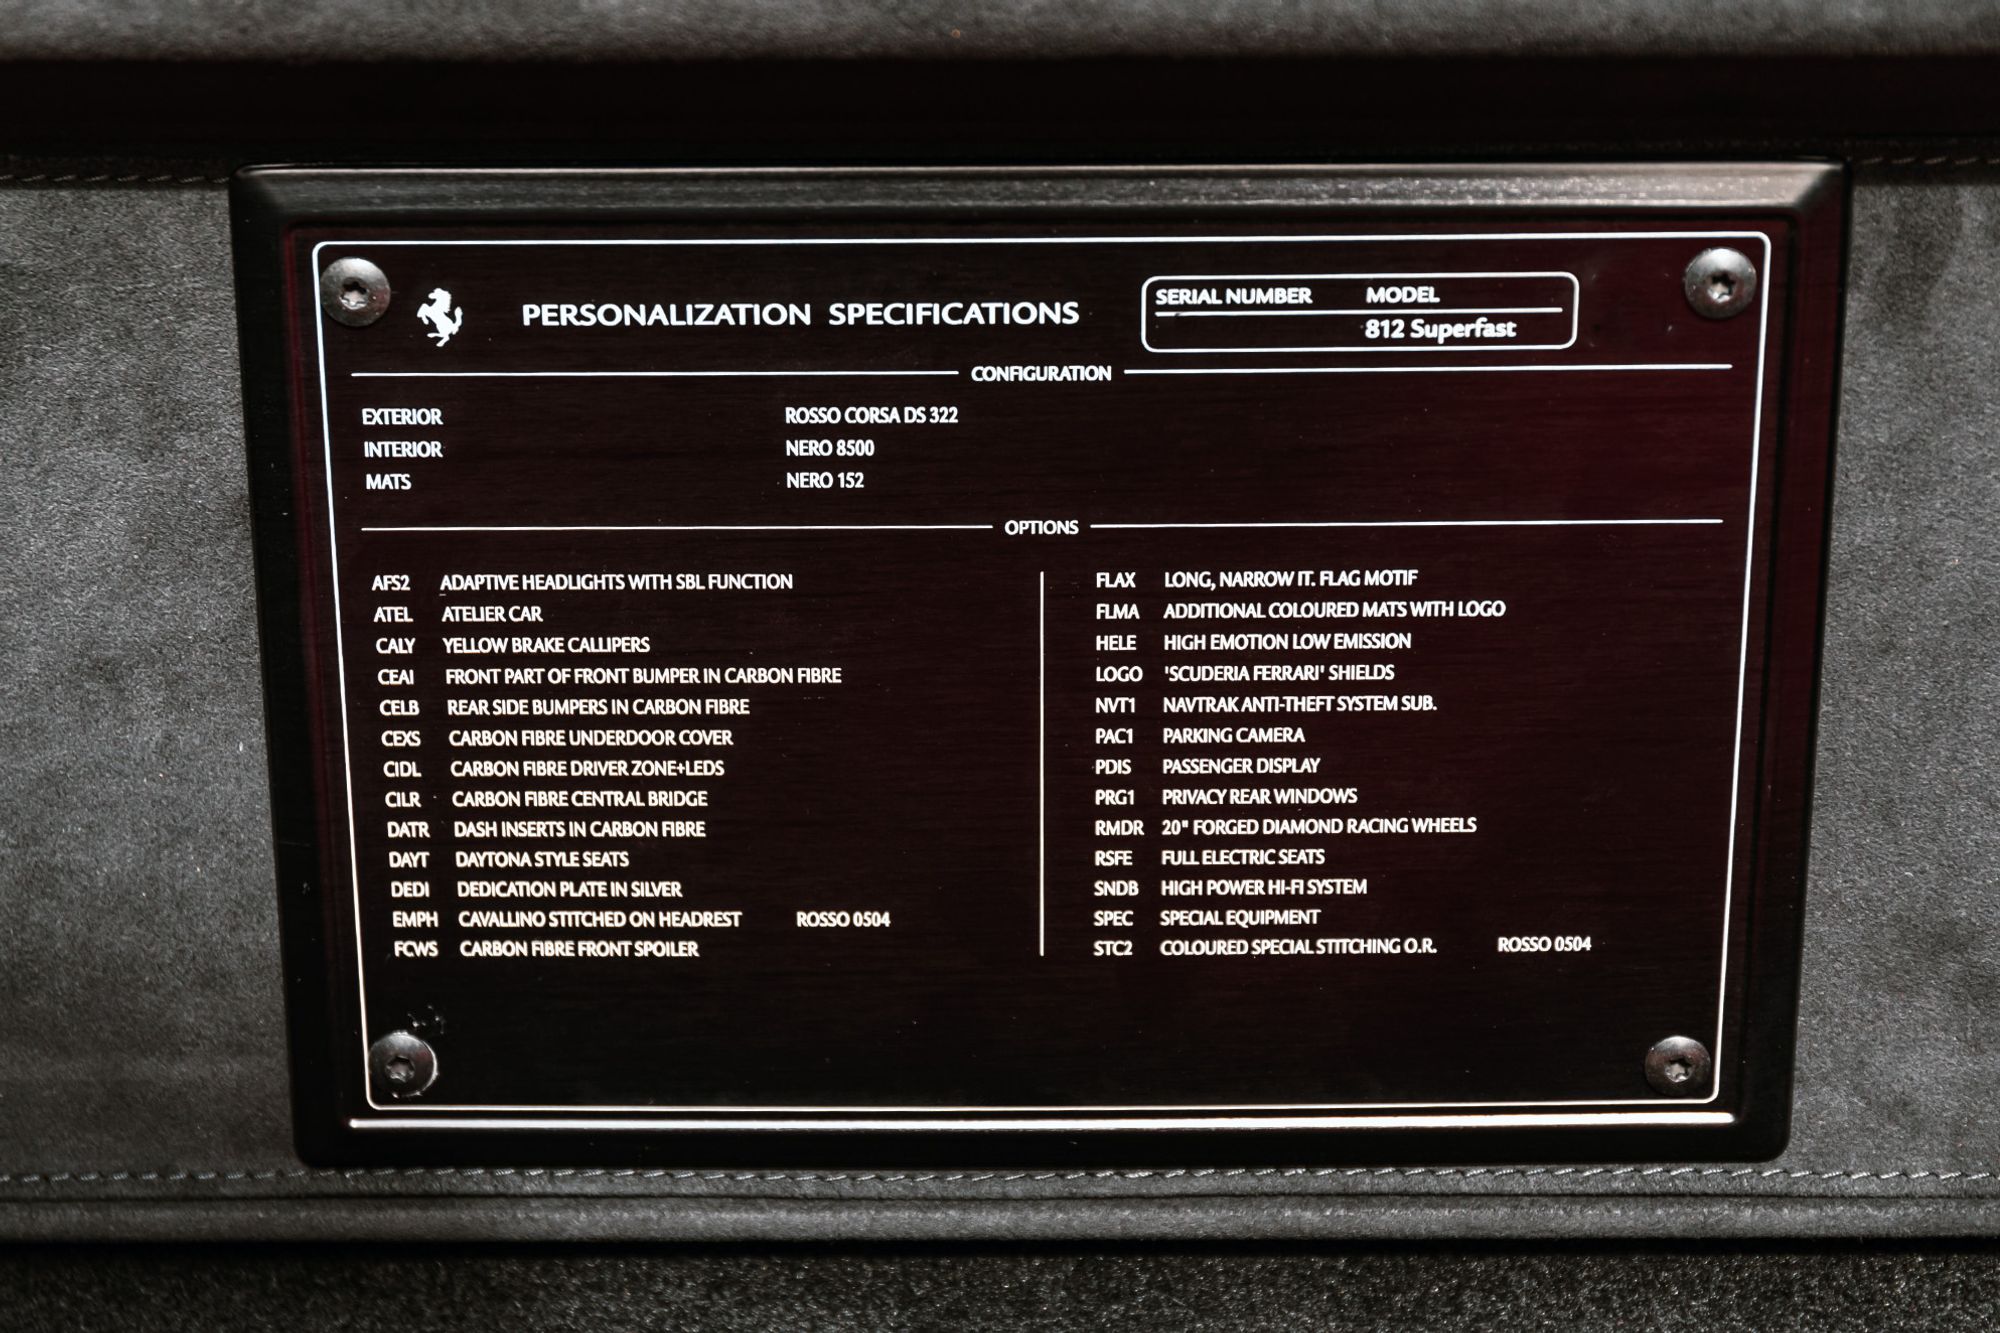 PERSONALIZATION SPECIFICATIONS
SERIAL NUMBER MODEL
812 Superfast
CONFIGURATION
EXTERIOR ROSSO CORSA DS 322
INTERIOR NERO 8500
MATS NERO 152
OPTIONS
AFS2 ADAPTIVE HEADLIGHTS WITH SBL FUNCTION
ATEL ATELIER CAR
CALY YELLOW BRAKE CALLIPERS
CEAI FRONT PART OF FRONT BUMPER IN CARBON FIBRE
CELB REAR SIDE BUMPERS IN CARBON FIBRE
CEXS CARBON FIBRE UNDERDOOR COVER
CIDL CARBON FIBRE DRIVER ZONE+LEDS
CILR CARBON FIBRE CENTRAL BRIDGE
DATR DASH INSERTS IN CARBON FIBRE
DAYT DAYTONA STYLE SEATS
DEDI DEDICATION PLATE IN SILVER
EMPH CAVALLINO STITCHED ON HEADREST ROSSO 0504
FCWS CARBON FIBRE FRONT SPOILER
FLAX LONG, NARROW IT. FLAG MOTIF
FLMA ADDITIONAL COLOURED MATS WITH LOGO
HELE HIGH EMOTION LOW EMISSION
LOGO 'SCUDERIA FERRARI' SHIELDS
NVT1 NAVTRAK ANTI-THEFT SYSTEM SUB.
PAC1 PARKING CAMERA
PDIS PASSENGER DISPLAY
PRG1 PRIVACY REAR WINDOWS
RMDR 20" FORGED DIAMOND RACING WHEELS
RSFE FULL ELECTRIC SEATS
SNDB HIGH POWER HI-FI SYSTEM
SPEC SPECIAL EQUIPMENT
STC2 COLOURED SPECIAL STITCHING O.R. ROSSO 0504